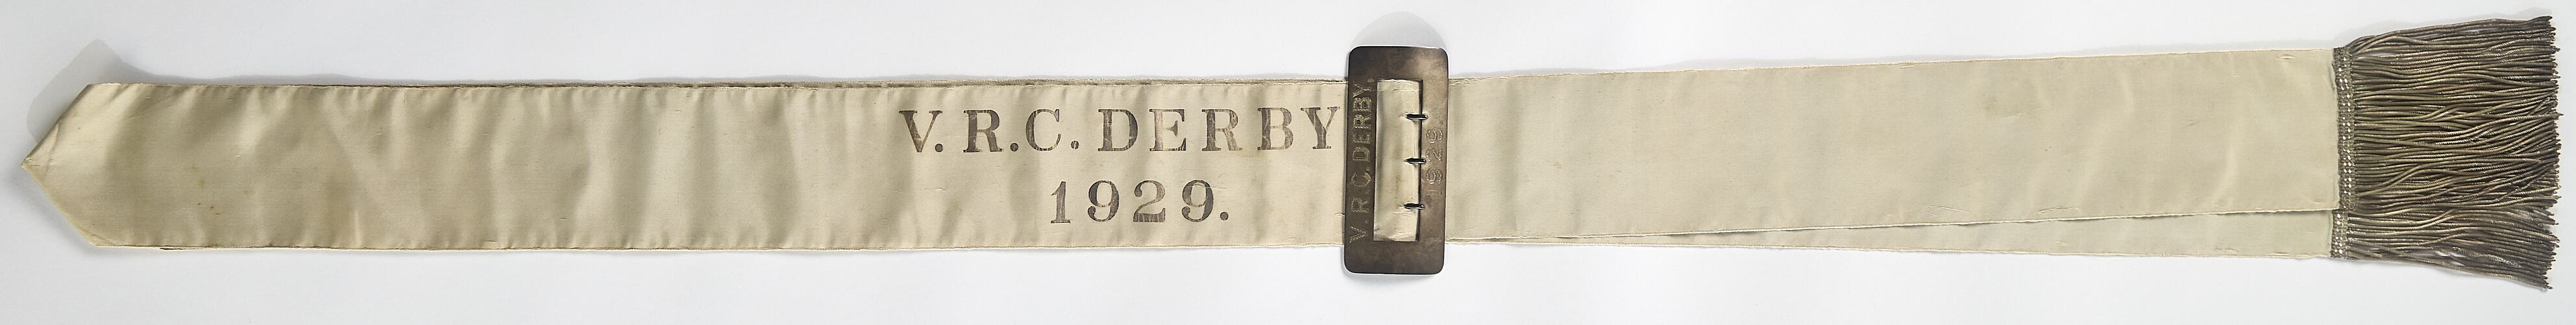 V.R.C. DERBY
1929.
V.R.C. DERBY.
1929